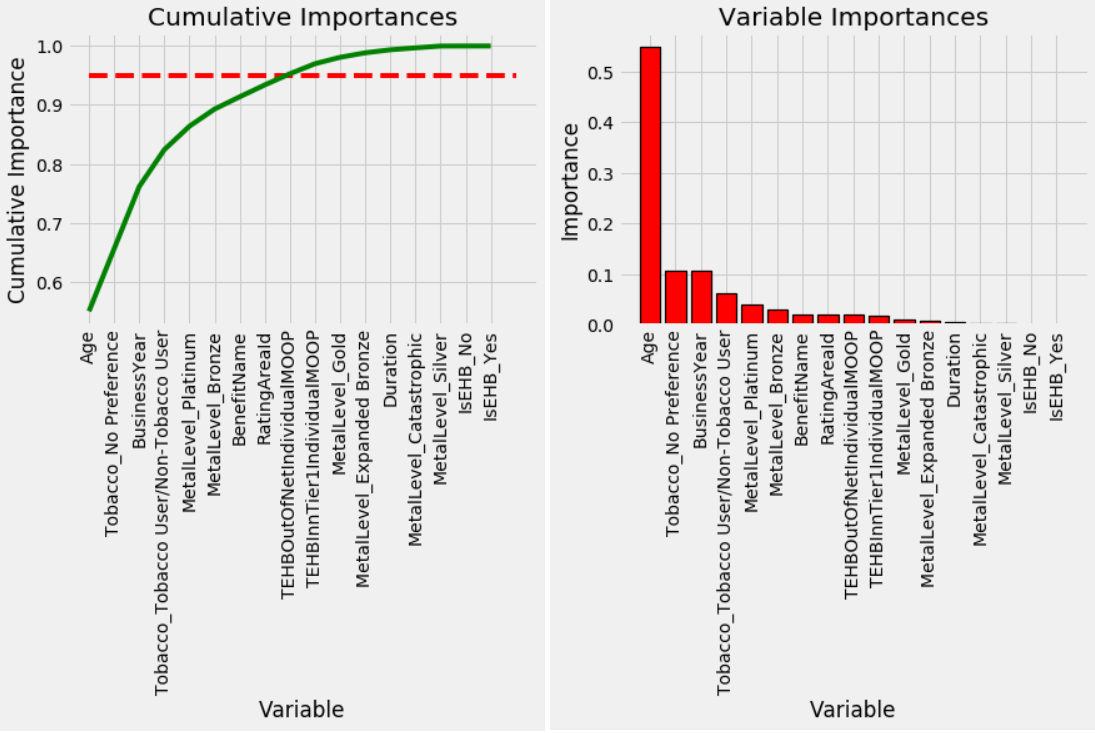 Cumulative Importances
Cumulative Importance
1.0
0.9
0.8
0.7
0.6
Age
Tobacco_No Preference
BusinessYear
Tobacco_Tobacco User/Non-Tobacco User
MetalLevel_Platinum
MetalLevel_Bronze
BenefitName
RatingAreaId
TEHBOutOfNetIndividualMOOP
TEHBInnTier1IndividualMOOP
MetalLevel_Gold
MetalLevel_Expanded Bronze
Duration
MetalLevel_Catastrophic
MetalLevel_Silver
IsEHB_No
IsEHB_Yes
Variable
Variable Importances
Importance
0.5
0.4
0.3
0.2
0.1
0.0
Age
Tobacco_No Preference
BusinessYear
Tobacco_Tobacco User/Non-Tobacco User
MetalLevel_Platinum
MetalLevel_Bronze
BenefitName
RatingAreaId
TEHBOutOfNetIndividualMOOP
TEHBInnTier1IndividualMOOP
MetalLevel_Gold
MetalLevel_Expanded Bronze
Duration
MetalLevel_Catastrophic
MetalLevel_Silver
IsEHB_No
IsEHB_Yes
Variable